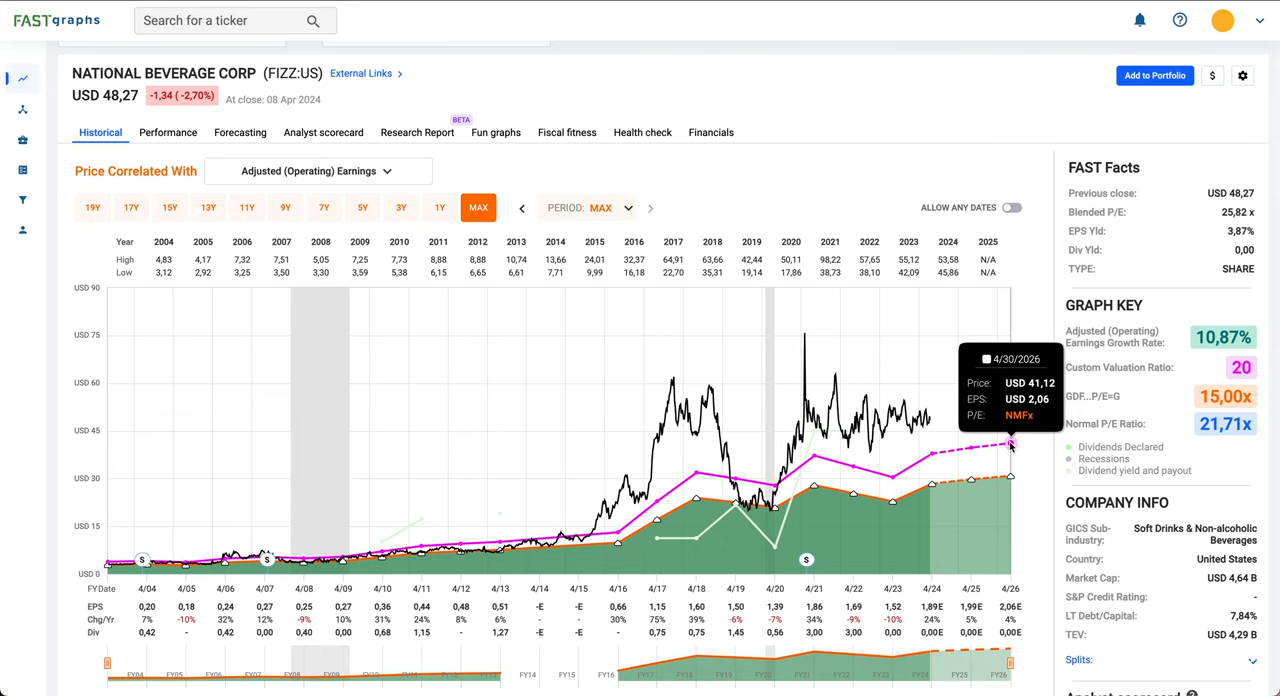 FASTgraphs
Search for a ticker
NATIONAL BEVERAGE CORP (FIZZ:US) External Links
USD 48,27 -1,34 ( -2,70%) At close: 08 Apr 2024
Add to Portfolio $
BETA
Historical Performance Forecasting Analyst scorecard Research Report Fun graphs Fiscal fitness Health check Financials
Price Correlated With Adjusted (Operating) Earnings
19Y 17Y 15Y 13Y 11Y 9Y 7Y 5Y 3Y 1Y MAX PERIOD: MAX ALLOW ANY DATES
Year 2004 2005 2006 2007 2008 2009 2010 2011 2012 2013 2014 2015 2016 2017 2018 2019 2020 2021 2022 2023 2024 2025
High 4,83 4,17 7,32 7,51 5,05 7,25 7,73 8,88 8,88 10,74 13,66 24,01 32,37 64,91 63,66 42,44 50,11 98,22 57,65 55,12 53,58 N/A
Low 3,12 2,92 3,25 3,50 3,30 3,59 5,38 6,15 6,65 6,61 7,71 9,99 16,18 22,70 35,31 19,14 17,86 38,73 38,10 42,09 45,86 N/A
USD 90
USD 75
USD 60
USD 45
USD 30
USD 15
USD 0
S S S
4/30/2026
Price: USD 41,12
EPS: USD 2,06
P/E: NMFx
FY Date 4/04 4/05 4/06 4/07 4/08 4/09 4/10 4/11 4/12 4/13 4/14 4/15 4/16 4/17 4/18 4/19 4/20 4/21 4/22 4/23 4/24 4/25 4/26
EPS 0,20 0,18 0,24 0,27 0,25 0,27 0,36 0,44 0,48 0,51 -E -E 0,66 1,15 1,60 1,50 1,39 1,86 1,69 1,52 1,89E 1,99E 2,06E
Chg/Yr 7% -10% 32% 12% -9% 10% 31% 24% 8% 6% - - 30% 75% 39% -6% -7% 34% -9% -10% 24% 5% 4%
Div 0,42 - 0,42 0,00 0,40 0,00 0,68 1,15 - 1,27 -E -E - 0,75 0,75 1,45 0,56 3,00 3,00 0,00 0,00E 0,00E 0,00E
FY04 FY05 FY06 FY07 FY08 FY09 FY10 FY11 FY12 FY13 FY14 FY15 FY16 FY17 FY18 FY19 FY20 FY21 FY22 FY23 FY24 FY25 FY26
FAST Facts
Previous close: USD 48,27
Blended P/E: 25,82 x
EPS Yld: 3,87%
Div Yld: 0,00
TYPE: SHARE
GRAPH KEY
Adjusted (Operating)
Earnings Growth Rate: 10,87%
Custom Valuation Ratio: 20
GDF...P/E=G 15,00x
Normal P/E Ratio: 21,71x
Dividends Declared
Recessions
Dividend yield and payout
COMPANY INFO
GICS Sub-
industry: Soft Drinks & Non-alcoholic
Beverages
Country: United States
Market Cap: USD 4,64 B
S&P Credit Rating: -
LT Debt/Capital: 7,84%
TEV: USD 4,29 B
Splits:
Analyst scorecard